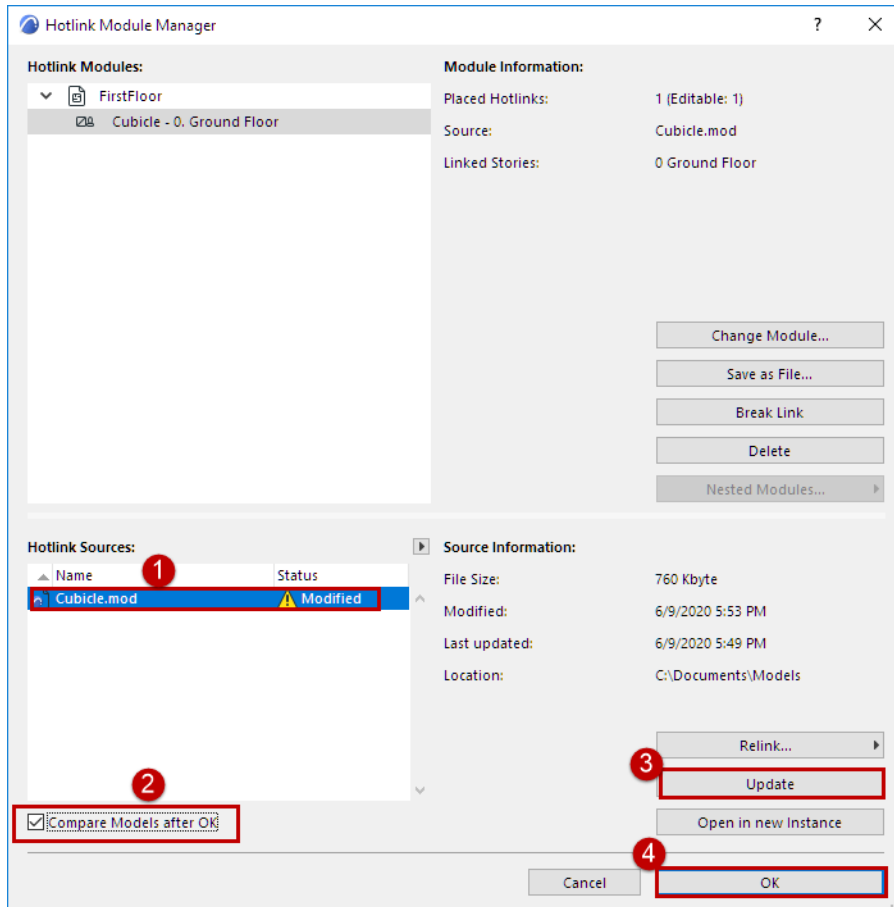 Hotlink Module Manager ?
Hotlink Modules:
FirstFloor
Cubicle - 0. Ground Floor
Module Information:
Placed Hotlinks: 1 (Editable: 1)
Source: Cubicle.mod
Linked Stories: 0 Ground Floor
Change Module...
Save as File...
Break Link
Delete
Nested Modules...
Hotlink Sources:
1
Name Status
Cubicle.mod Modified
2
Compare Models after OK
Source Information:
File Size: 760 Kbyte
Modified: 6/9/2020 5:53 PM
Last updated: 6/9/2020 5:49 PM
Location: C:\Documents\Models
Relink...
3
Update
Open in new Instance
4
Cancel OK